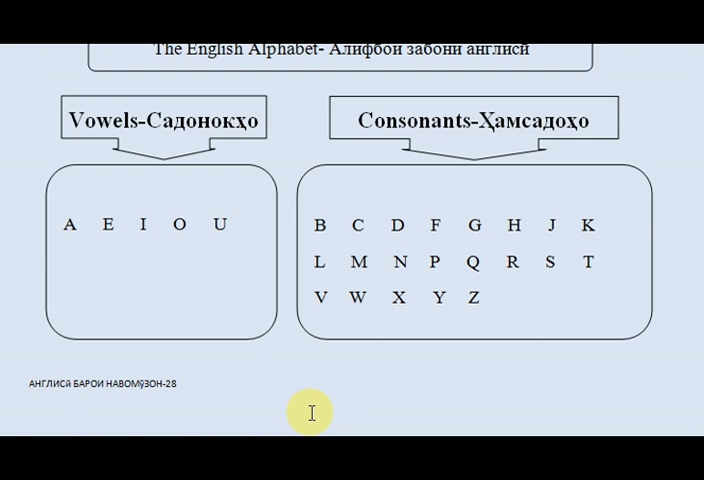 The English Alphabet- Алифбои забони англисӣ
Vowels-Садонокҳо
Consonants-Ҳамсадоҳо
A E I O U
B C D F G H J K
L M N P Q R S T
V W X Y Z
АНГЛИСӣ БАРОИ НАВОМӯЗОН-28